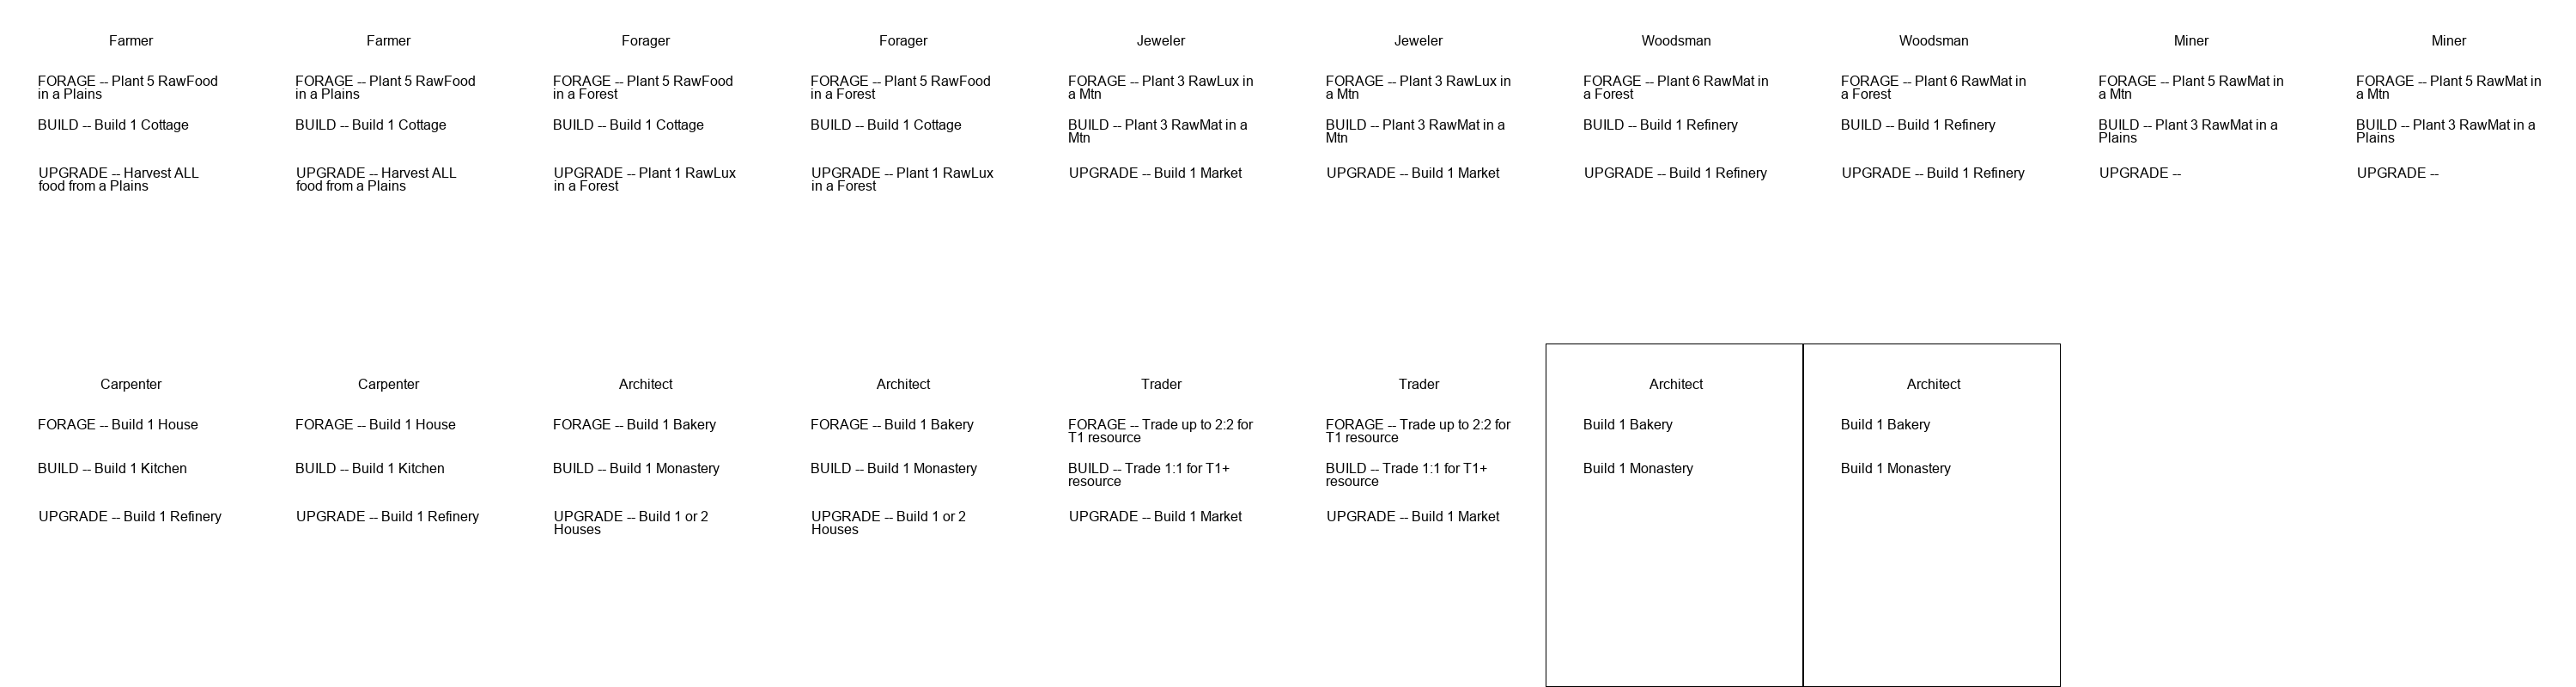 Farmer
FORAGE -- Plant 5 RawFood
in a Plains
BUILD -- Build 1 Cottage
UPGRADE -- Harvest ALL
food from a Plains
Farmer
FORAGE -- Plant 5 RawFood
in a Plains
BUILD -- Build 1 Cottage
UPGRADE -- Harvest ALL
food from a Plains
Forager
FORAGE -- Plant 5 RawFood
in a Forest
BUILD -- Build 1 Cottage
UPGRADE -- Plant 1 RawLux
in a Forest
Forager
FORAGE -- Plant 5 RawFood
in a Forest
BUILD -- Build 1 Cottage
UPGRADE -- Plant 1 RawLux
in a Forest
Jeweler
FORAGE -- Plant 3 RawLux in
a Mtn
BUILD -- Plant 3 RawMat in a
Mtn
UPGRADE -- Build 1 Market
Jeweler
FORAGE -- Plant 3 RawLux in
a Mtn
BUILD -- Plant 3 RawMat in a
Mtn
UPGRADE -- Build 1 Market
Woodsman
FORAGE -- Plant 6 RawMat in
a Forest
BUILD -- Build 1 Refinery
UPGRADE -- Build 1 Refinery
Woodsman
FORAGE -- Plant 6 RawMat in
a Forest
BUILD -- Build 1 Refinery
UPGRADE -- Build 1 Refinery
Miner
FORAGE -- Plant 5 RawMat in
a Mtn
BUILD -- Plant 3 RawMat in a
Plains
UPGRADE --
Miner
FORAGE -- Plant 5 RawMat in
a Mtn
BUILD -- Plant 3 RawMat in a
Plains
UPGRADE --
Carpenter
FORAGE -- Build 1 House
BUILD -- Build 1 Kitchen
UPGRADE -- Build 1 Refinery
Carpenter
FORAGE -- Build 1 House
BUILD -- Build 1 Kitchen
UPGRADE -- Build 1 Refinery
Architect
FORAGE -- Build 1 Bakery
BUILD -- Build 1 Monastery
UPGRADE -- Build 1 or 2
Houses
Architect
FORAGE -- Build 1 Bakery
BUILD -- Build 1 Monastery
UPGRADE -- Build 1 or 2
Houses
Trader
FORAGE -- Trade up to 2:2 for
T1 resource
BUILD -- Trade 1:1 for T1+
resource
UPGRADE -- Build 1 Market
Trader
FORAGE -- Trade up to 2:2 for
T1 resource
BUILD -- Trade 1:1 for T1+
resource
UPGRADE -- Build 1 Market
Architect
Build 1 Bakery
Build 1 Monastery
Architect
Build 1 Bakery
Build 1 Monastery